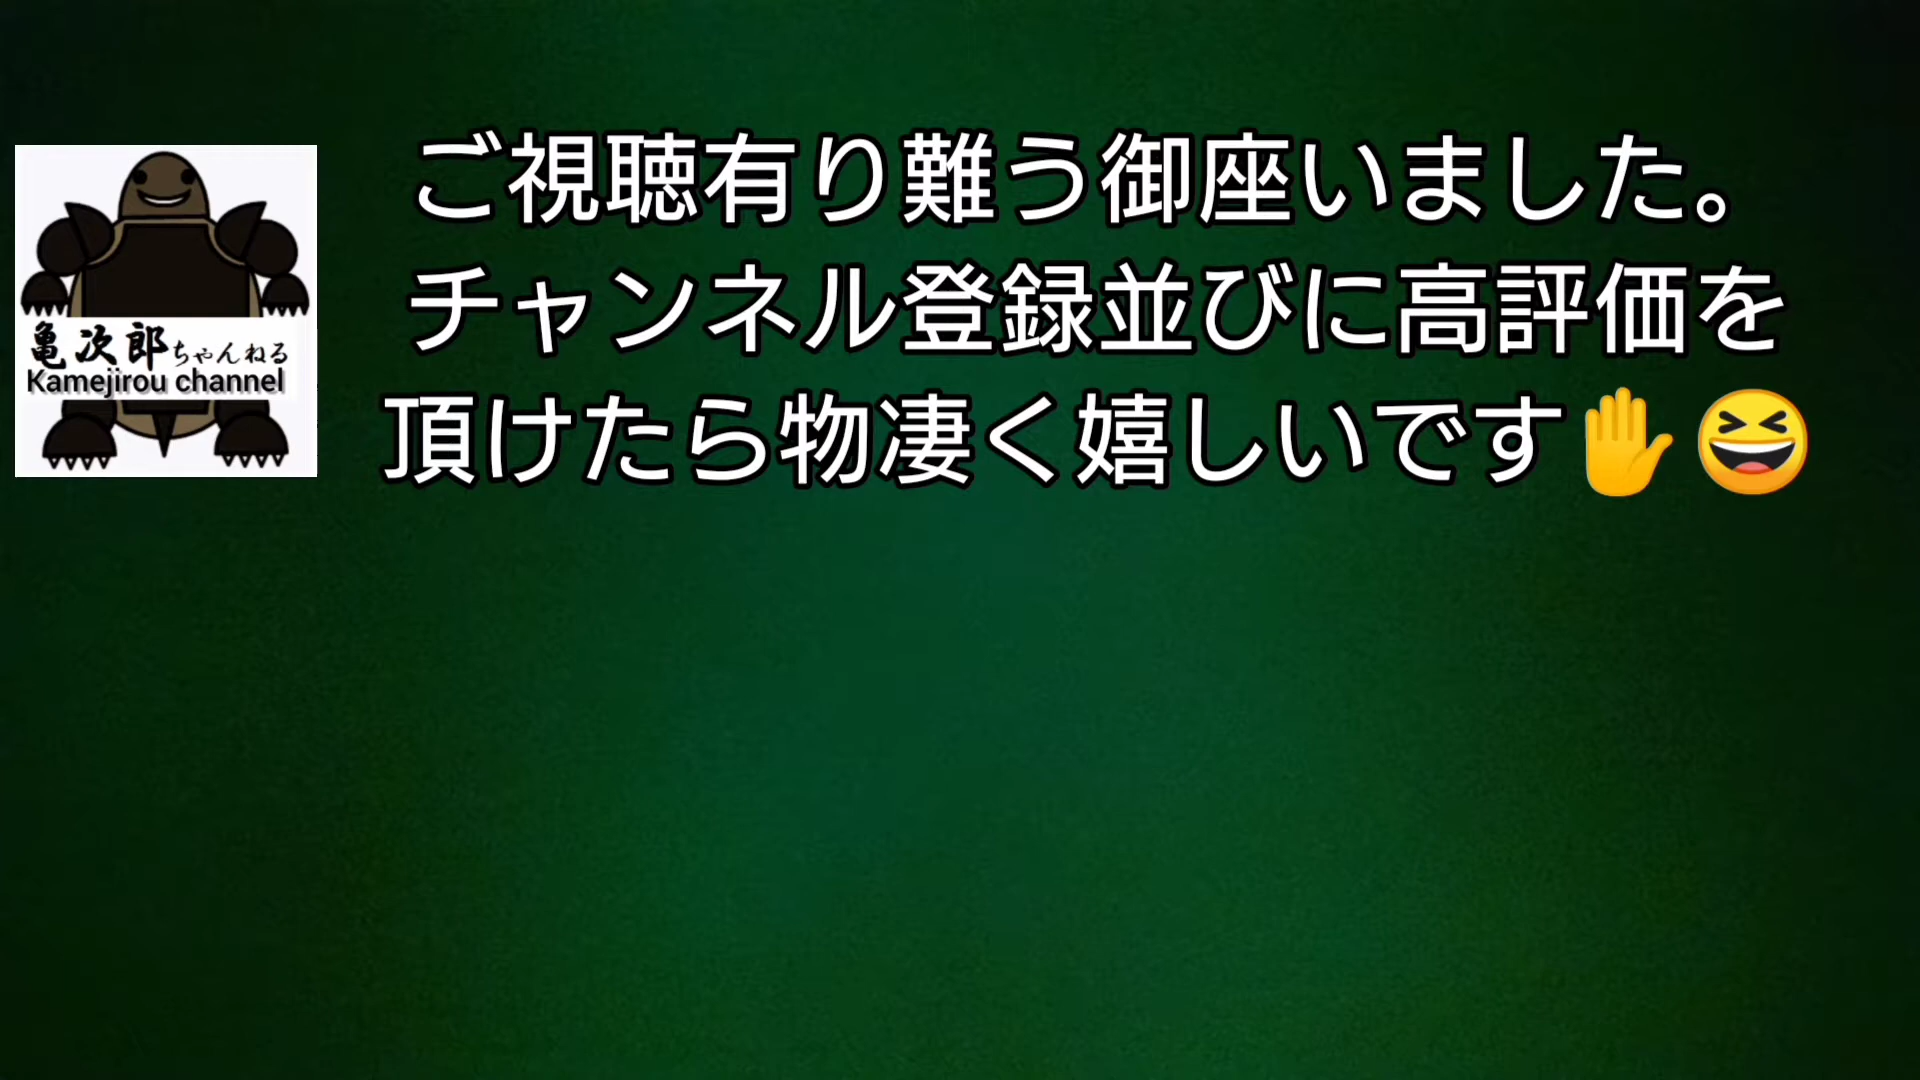 ご視聴有り難う御座いました。
チャンネル登録並びに高評価を
頂けたら物凄く嬉しいです✋😆
亀次郎ちゃんねる
Kamejirou channel